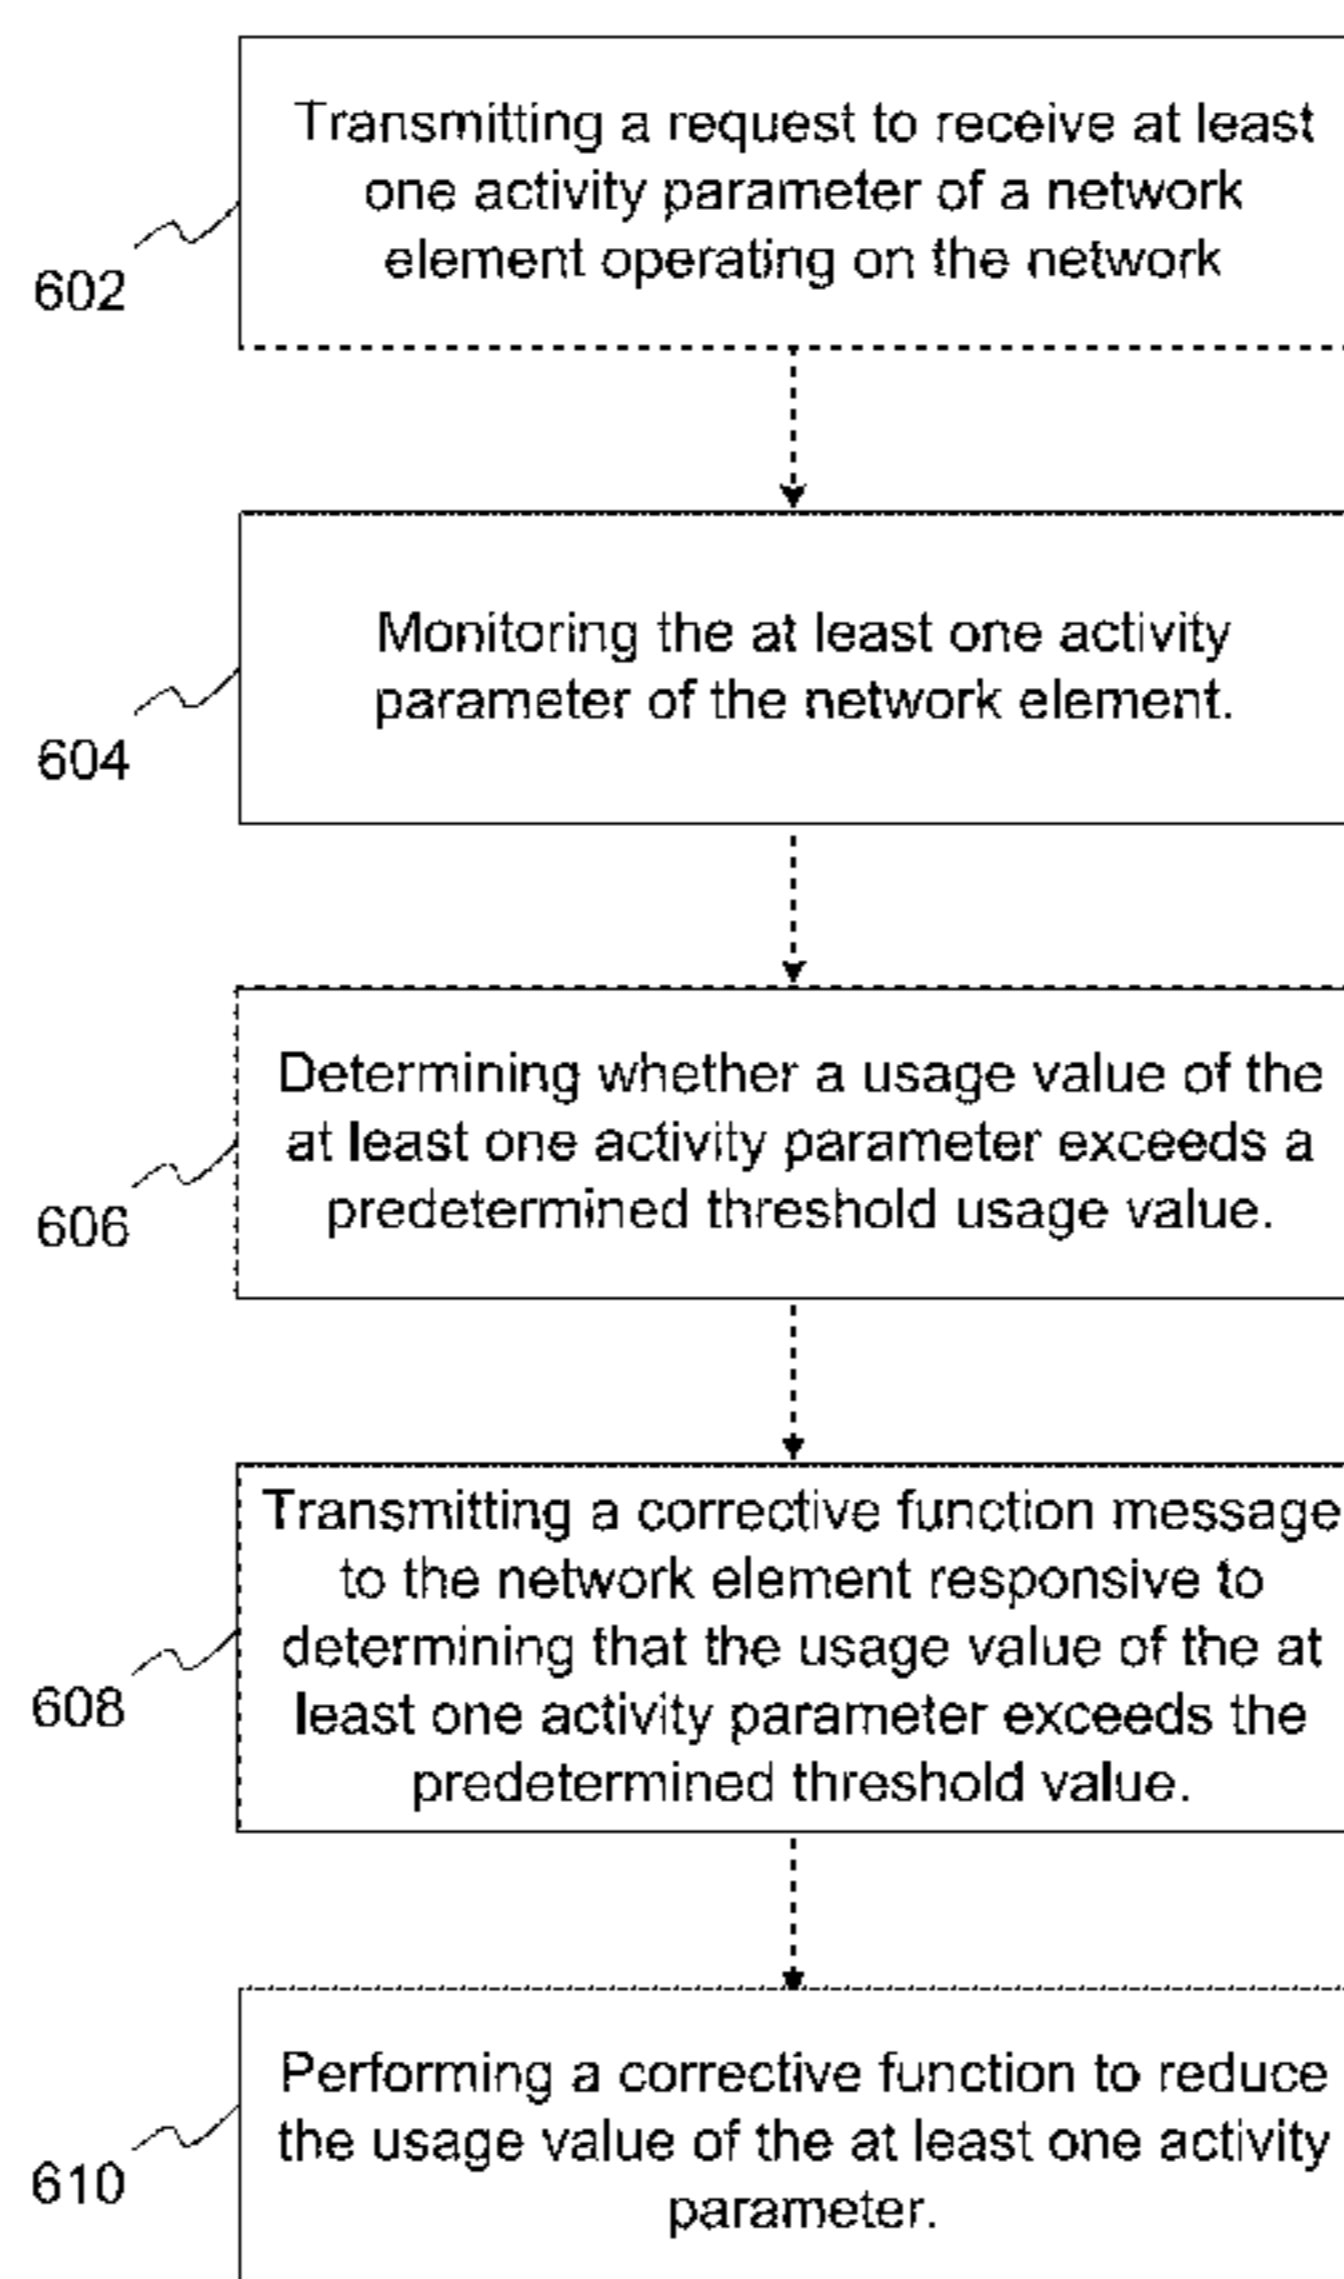 Transmitting a request to receive at least
one activity parameter of a network
element operating on the network
602
Monitoring the at least one activity
parameter of the network element.
604
Determining whether a usage value of the
at least one activity parameter exceeds a
predetermined threshold usage value.
606
Transmitting a corrective function message
to the network element responsive to
determining that the usage value of the at
least one activity parameter exceeds the
predetermined threshold value.
608
Performing a corrective function to reduce
the usage value of the at least one activity
parameter.
610